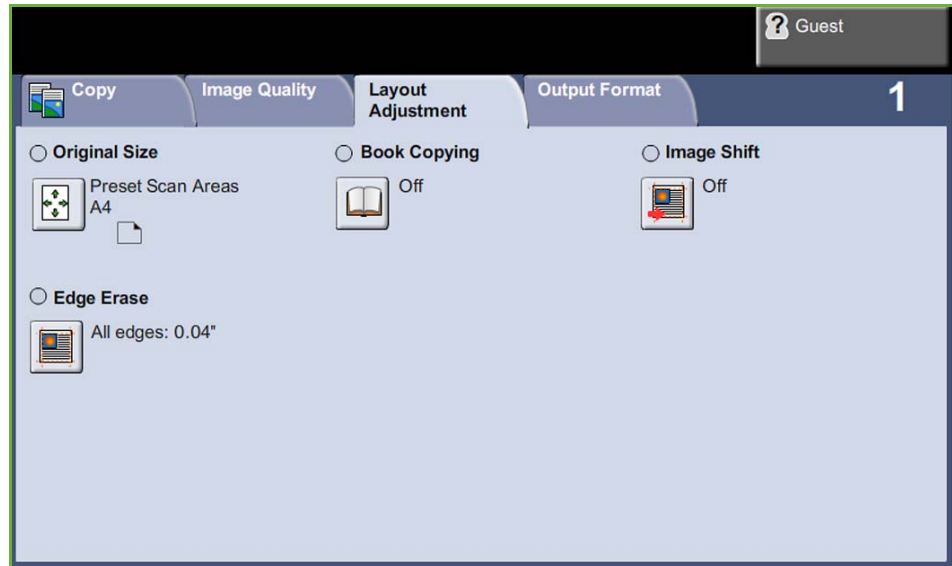 Guest
Copy
Image Quality
Layout
Adjustment
Output Format
1
Original Size
Preset Scan Areas
A4
Book Copying
Off
Image Shift
Off
Edge Erase
All edges: 0.04"